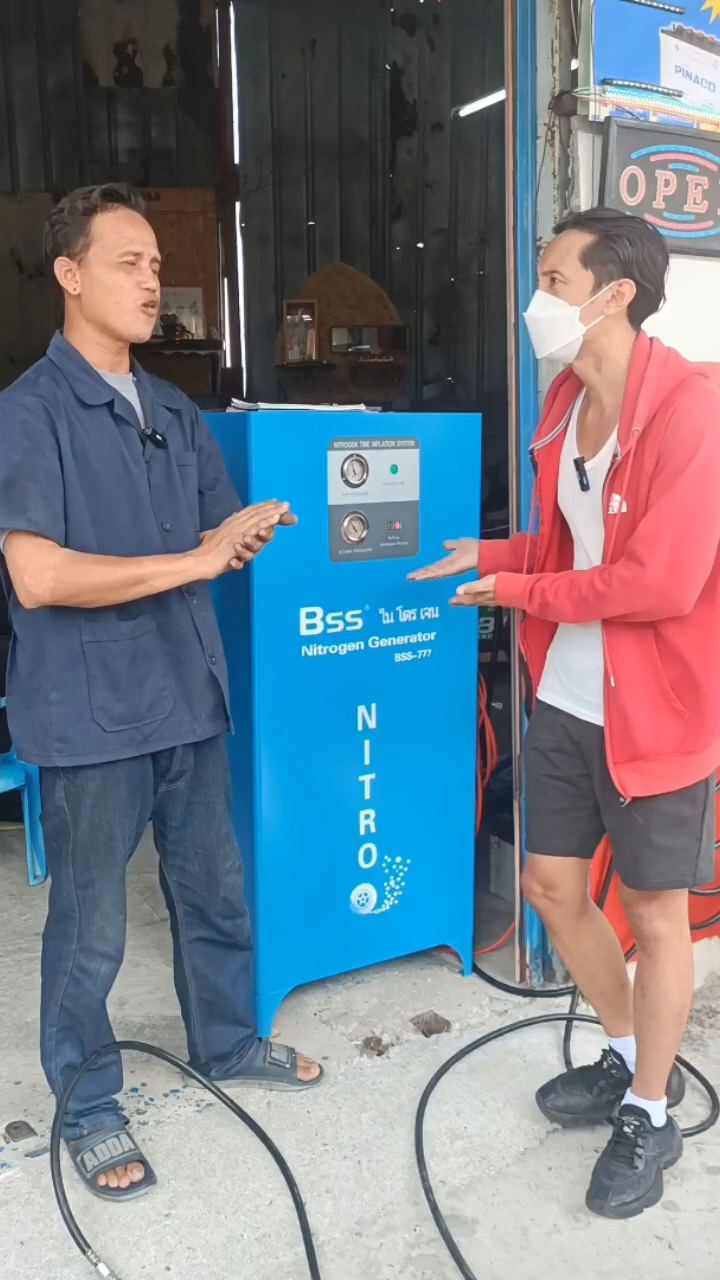 PINACO
OPE
NITROGEN TIRE INFLATION SYSTEM
Bss ไน โตร เจน
Nitrogen Generator
BSS-777
NITRO
ADDA